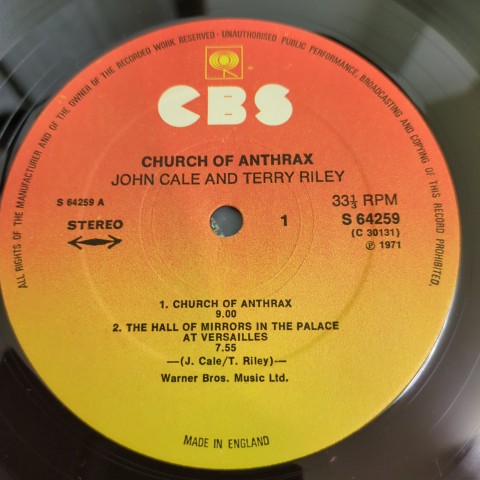 ALL RIGHTS OF THE MANUFACTURER AND OF THE OWNER OF THE RECORDED WORK RESERVED · UNAUTHORISED PUBLIC PERFORMANCE, BROADCASTING AND COPYING OF THIS RECORD PROHIBITED.
CBS
CHURCH OF ANTHRAX
JOHN CALE AND TERRY RILEY
S 64259 A
33⅓ RPM
STEREO
1
S 64259
(C 30131)
℗ 1971
1. CHURCH OF ANTHRAX
9.00
2. THE HALL OF MIRRORS IN THE PALACE
AT VERSAILLES
7.55
—(J. Cale/T. Riley)—
Warner Bros. Music Ltd.
MADE IN ENGLAND